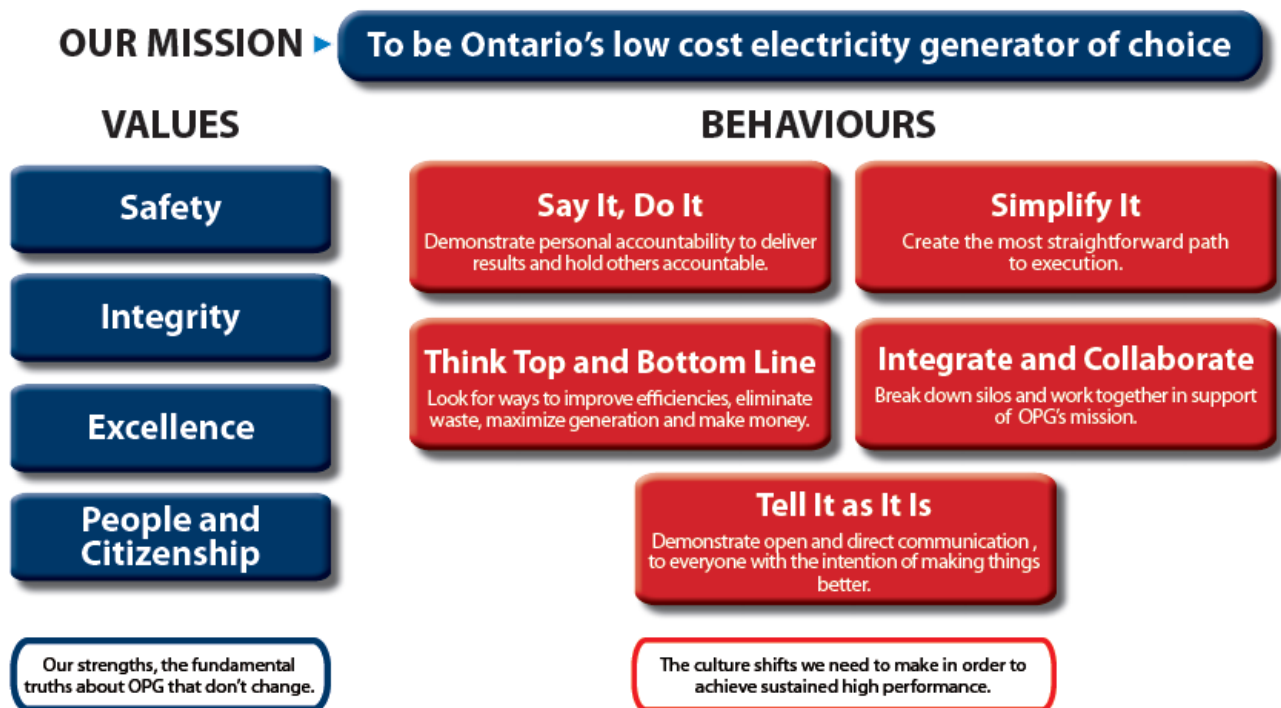 OUR MISSION To be Ontario's low cost electricity generator of choice
VALUES
Safety
Integrity
Excellence
People and
Citizenship
Our strengths, the fundamental
truths about OPG that don't change.
BEHAVIOURS
Say It, Do It
Demonstrate personal accountability to deliver
results and hold others accountable.
Simplify It
Create the most straightforward path
to execution.
Think Top and Bottom Line
Look for ways to improve efficiencies, eliminate
waste, maximize generation and make money.
Integrate and Collaborate
Break down silos and work together in support
of OPG's mission.
Tell It as It Is
Demonstrate open and direct communication ,
to everyone with the intention of making things
better.
The culture shifts we need to make in order to
achieve sustained high performance.